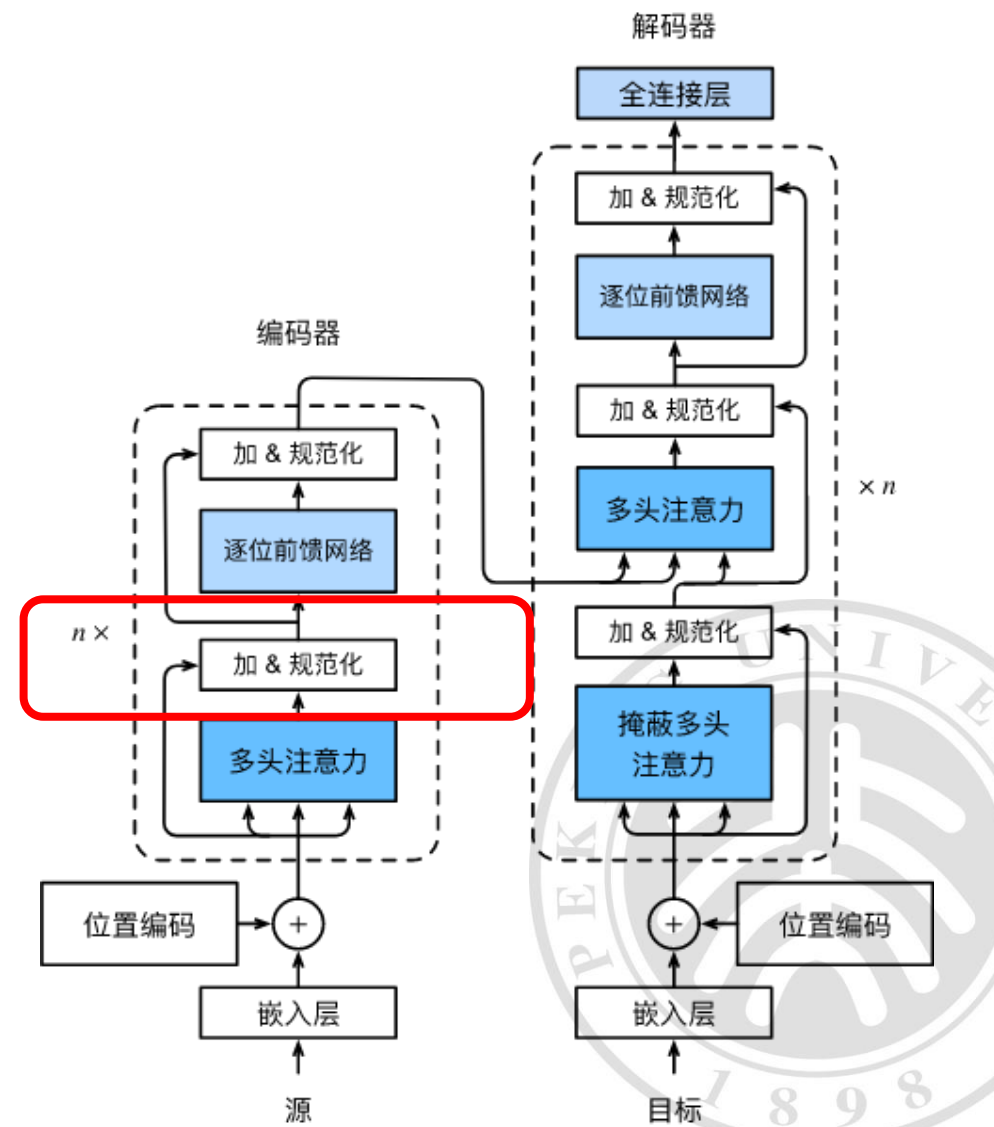 解码器
全连接层
加 & 规范化
逐位前馈网络
加 & 规范化
多头注意力
× n
加 & 规范化
掩蔽多头
注意力
位置编码
+
嵌入层
目标
编码器
加 & 规范化
逐位前馈网络
n ×
加 & 规范化
多头注意力
位置编码
+
嵌入层
源
PEK
UNIVE
1898